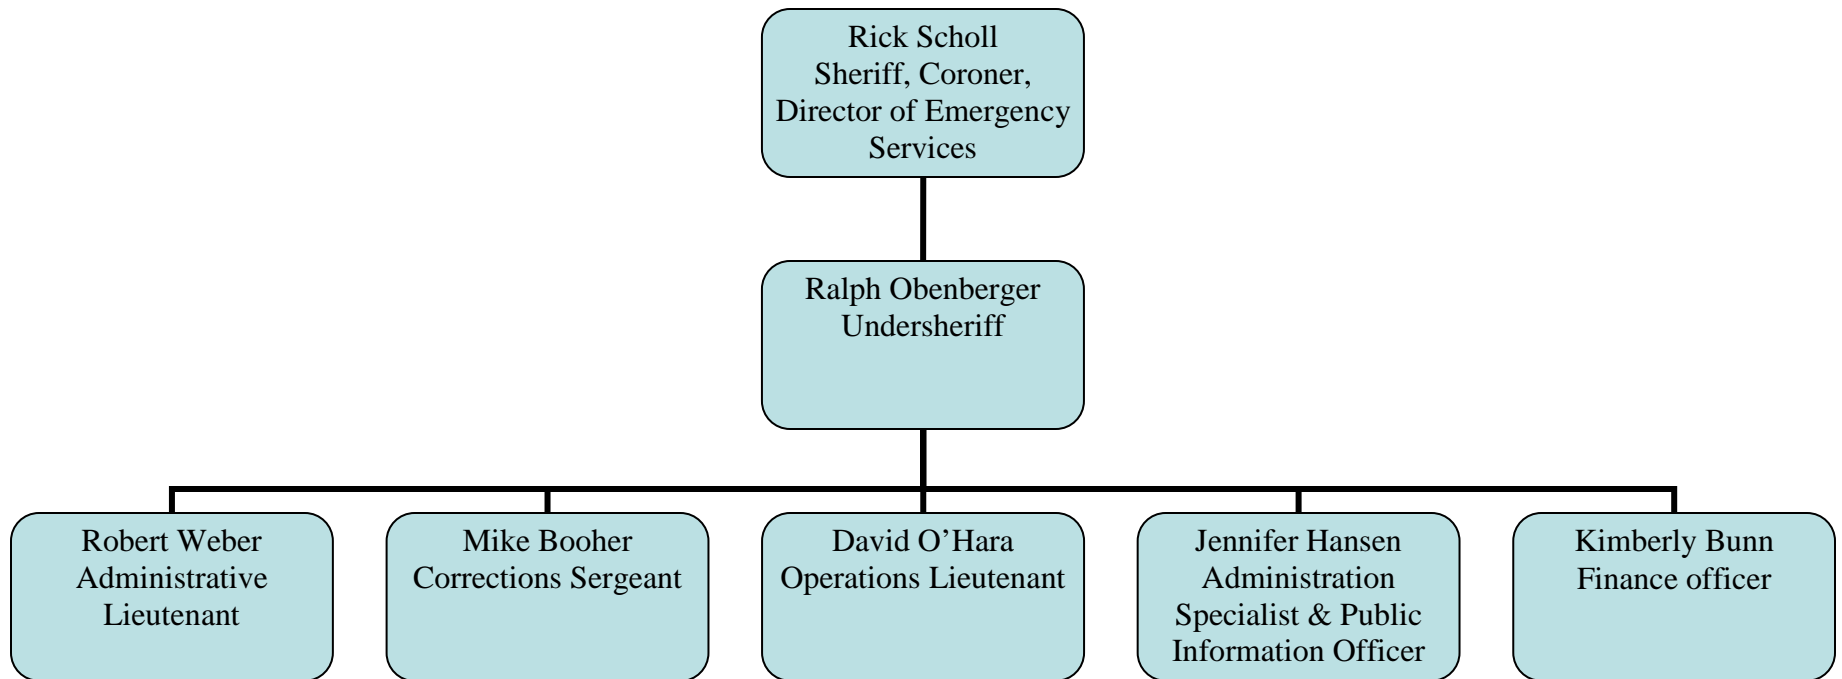 Rick Scholl
Sheriff, Coroner,
Director of Emergency
Services
Ralph Obenberger
Undersheriff
Robert Weber
Administrative
Lieutenant
Mike Booher
Corrections Sergeant
David O’Hara
Operations Lieutenant
Jennifer Hansen
Administration
Specialist & Public
Information Officer
Kimberly Bunn
Finance officer